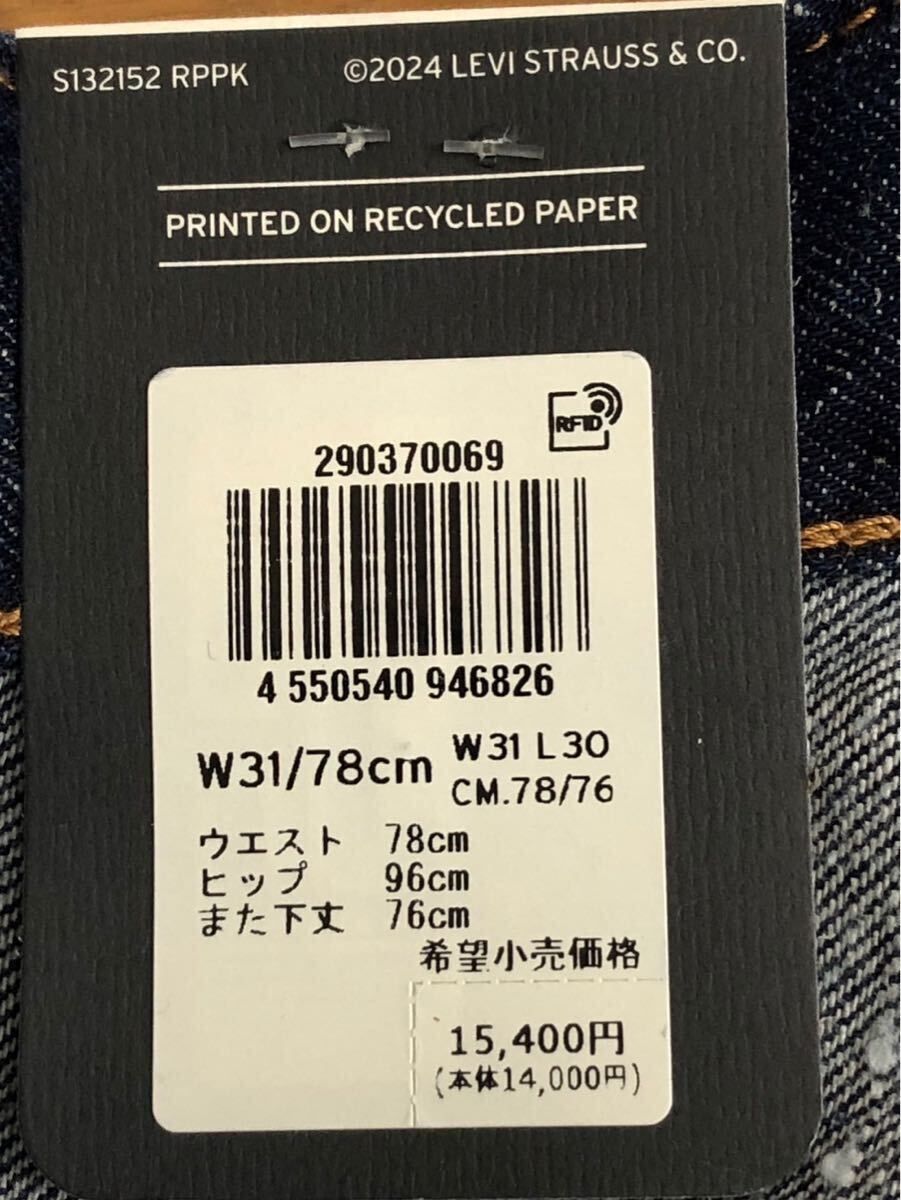 S132152 RPPK
©2024 LEVI STRAUSS & CO.
PRINTED ON RECYCLED PAPER
RFID
290370069
4 550540 946826
W31/78cm
W31 L30
CM.78/76
ウエスト 78cm
ヒップ 96cm
また下丈 76cm
希望小売価格
15,400円
(本体14,000円)